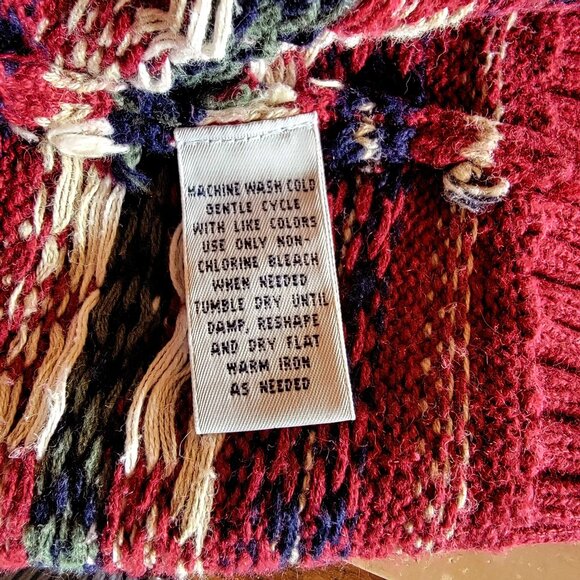 MACHINE WASH COLD
GENTLE CYCLE
WITH LIKE COLORS
USE ONLY NON-
CHLORINE BLEACH
WHEN NEEDED
TUMBLE DRY UNTIL
DAMP, RESHAPE
AND DRY FLAT
WARM IRON
AS NEEDED